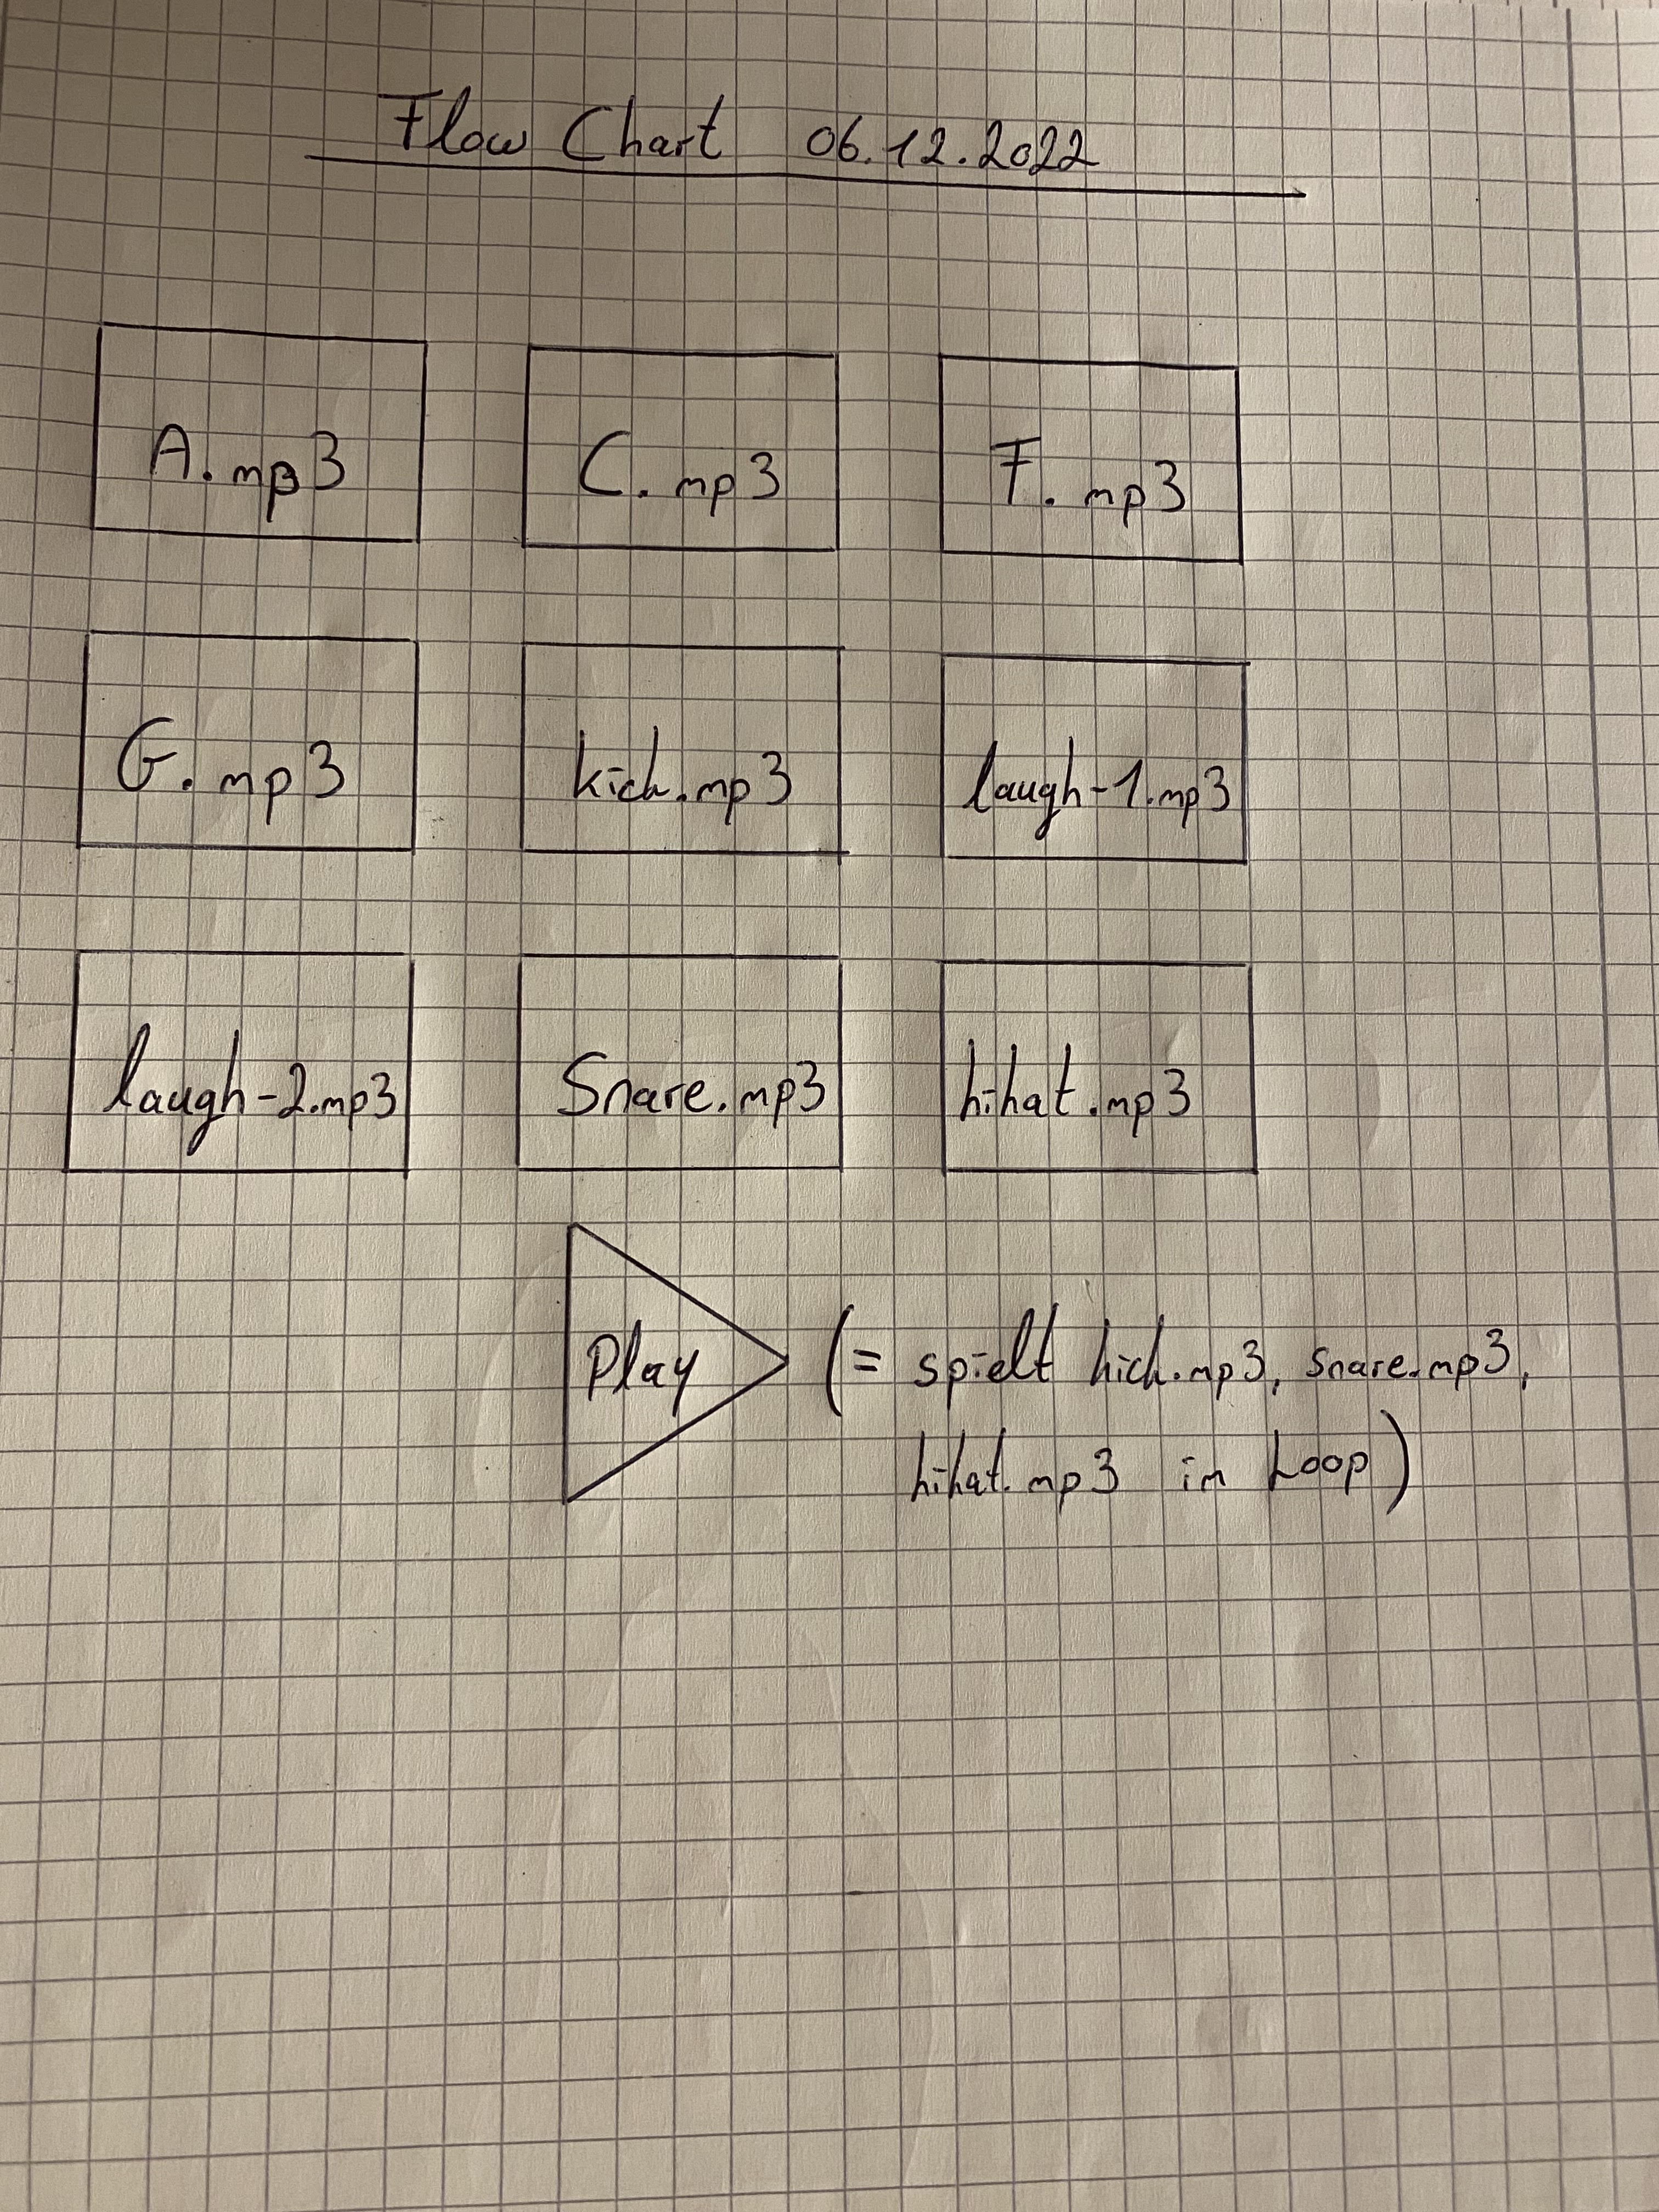 Flow Chart 06.12.2022
A.mp3 C.mp3 F.mp3
G.mp3 kick.mp3 laugh-1.mp3
laugh-2.mp3 Snare.mp3 hihat.mp3
Play (= spielt kick.mp3, snare.mp3,
hihat.mp3 in Loop)